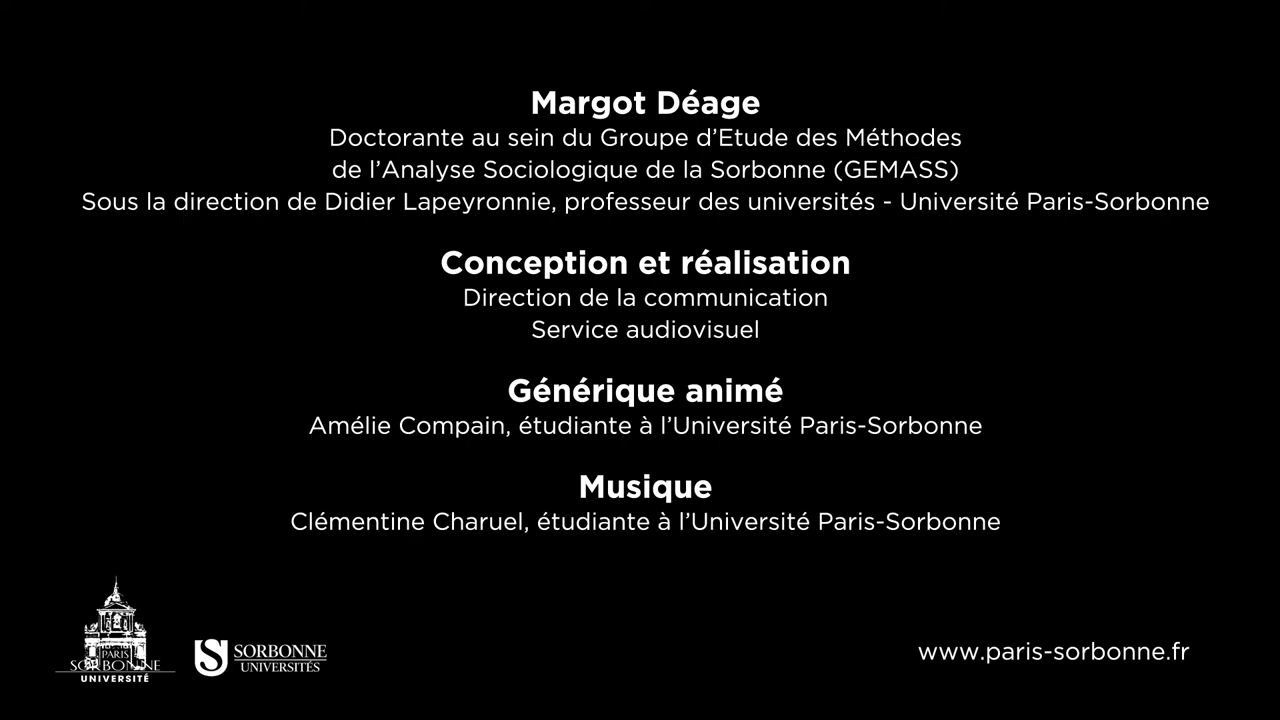 Margot Déage
Doctorante au sein du Groupe d’Etude des Méthodes
de l’Analyse Sociologique de la Sorbonne (GEMASS)
Sous la direction de Didier Lapeyronnie, professeur des universités - Université Paris-Sorbonne
Conception et réalisation
Direction de la communication
Service audiovisuel
Générique animé
Amélie Compain, étudiante à l’Université Paris-Sorbonne
Musique
Clémentine Charuel, étudiante à l’Université Paris-Sorbonne
PARIS
SORBONNE
UNIVERSITÉ
S SORBONNE
UNIVERSITÉS
www.paris-sorbonne.fr